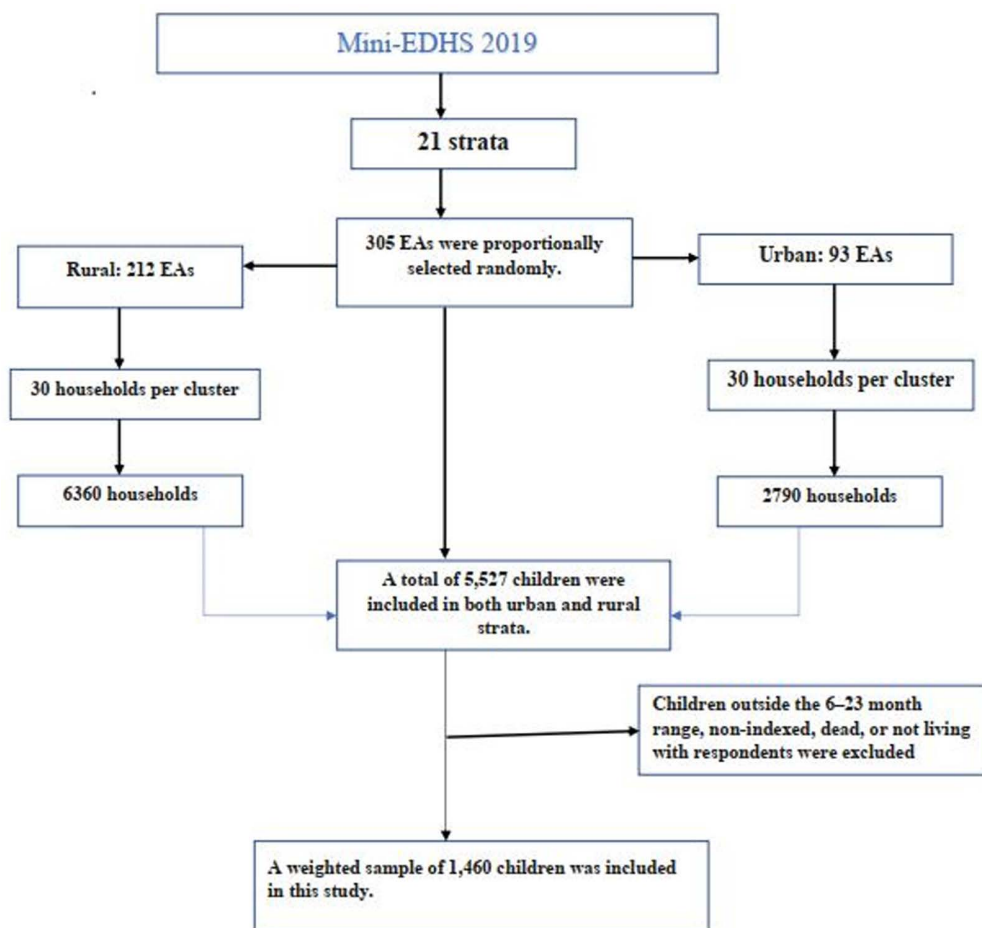 Mini-EDHS 2019
21 strata
305 EAs were proportionally
selected randomly.
Rural: 212 EAs
Urban: 93 EAs
30 households per cluster
30 households per cluster
6360 households
2790 households
A total of 5,527 children were
included in both urban and rural
strata.
Children outside the 6–23 month
range, non-indexed, dead, or not living
with respondents were excluded
A weighted sample of 1,460 children was included
in this study.